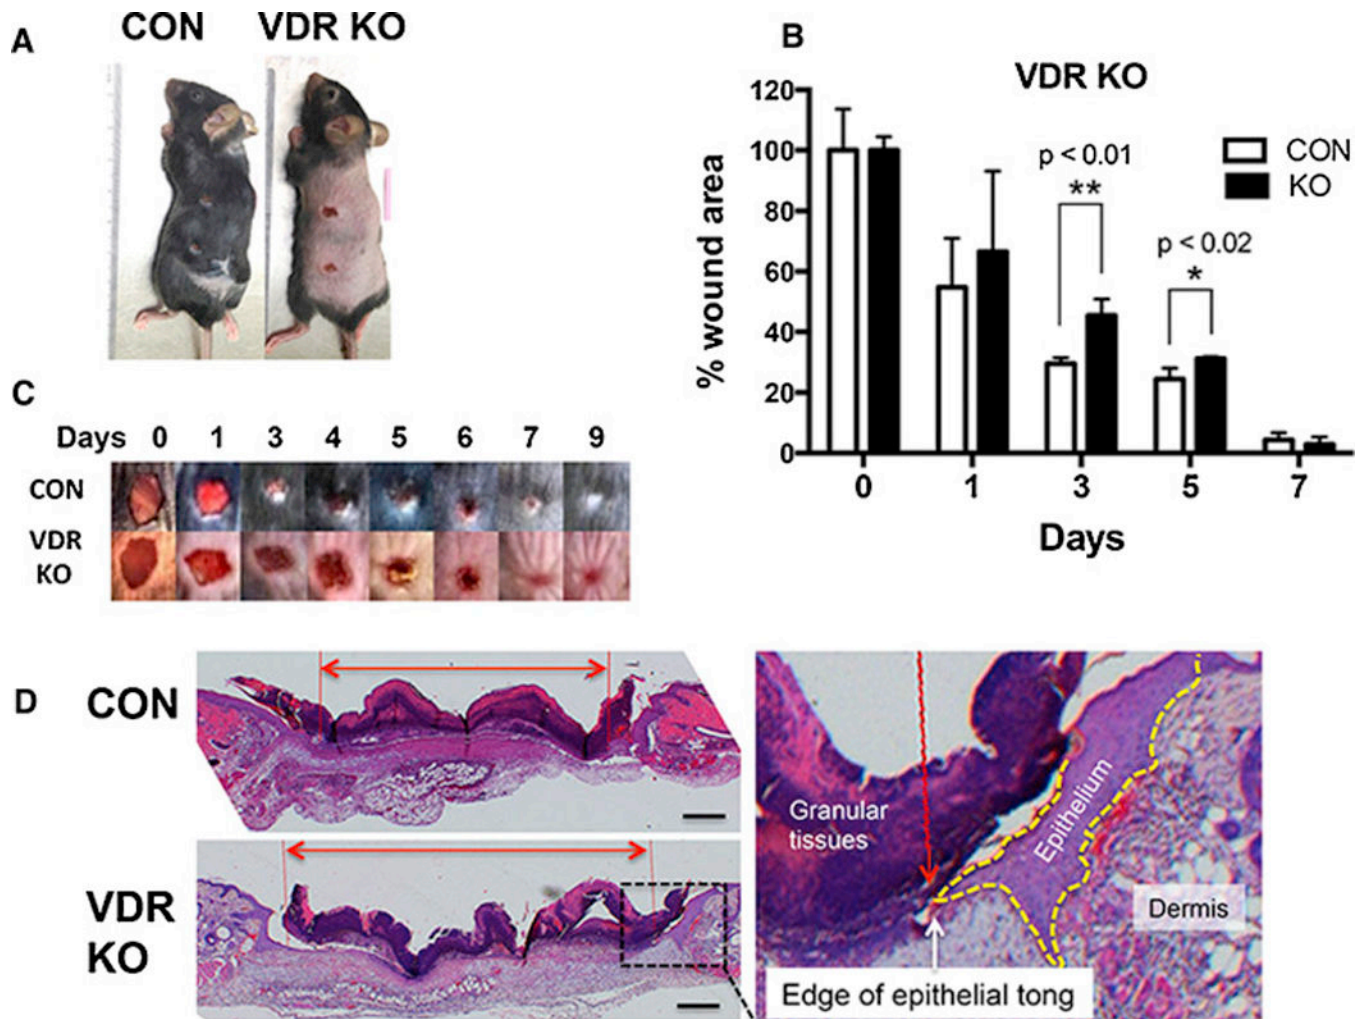 A
CON
VDR KO
B
VDR KO
% wound area
120
100
80
60
40
20
0
p < 0.01
**
p < 0.02
*
CON
KO
0
1
3
5
7
Days
C
Days 0 1 3 4 5 6 7 9
CON
VDR
KO
D
CON
VDR
KO
Granular
tissues
Epithelium
Dermis
Edge of epithelial tong